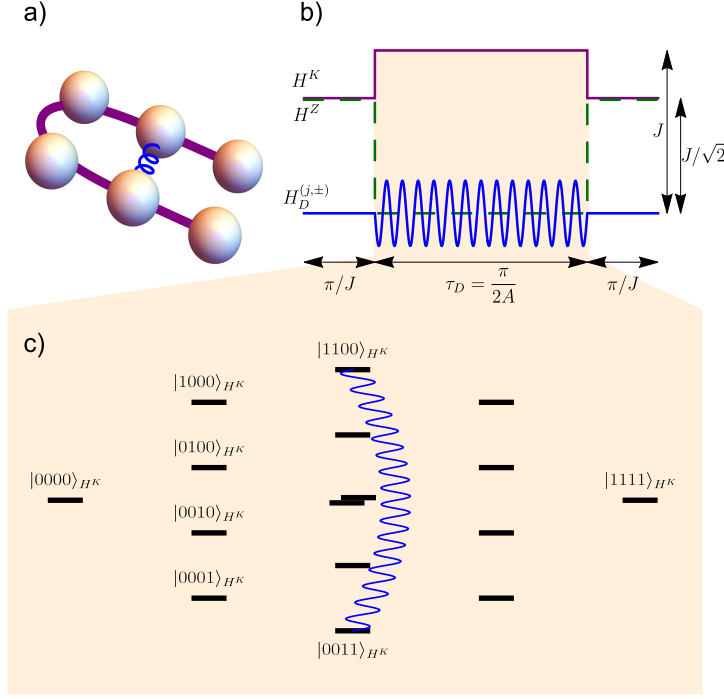 a)
b)
H^K
H^Z
H_D^{(j,±)}
J
J/√2
π/J
τ_D = π/2A
π/J
c)
|1100⟩_{H^K}
|1000⟩_{H^K}
|0100⟩_{H^K}
|0000⟩_{H^K}
|1111⟩_{H^K}
|0010⟩_{H^K}
|0001⟩_{H^K}
|0011⟩_{H^K}